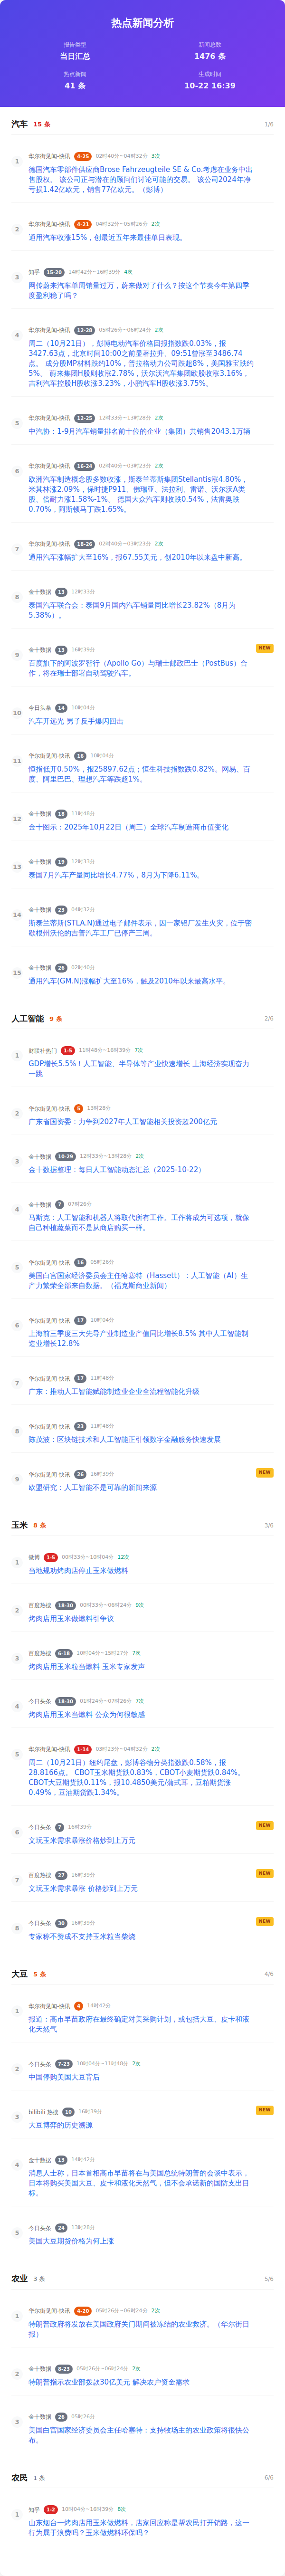 热点新闻分析
报告类型
当日汇总
新闻总数
1476 条
热点新闻
41 条
生成时间
10-22 16:39
汽车 15 条 1/6
1
华尔街见闻-快讯 4-25 02时40分~04时32分 3次
德国汽车零部件供应商Brose Fahrzeugteile SE & Co.考虑在业务中出
售股权。 该公司正与潜在的顾问们讨论可能的交易。 该公司2024年净
亏损1.42亿欧元，销售77亿欧元。（彭博）
2
华尔街见闻-快讯 4-21 04时32分~05时26分 2次
通用汽车收涨15%，创最近五年来最佳单日表现。
3
知乎 15-20 14时42分~16时39分 4次
网传蔚来汽车单周销量过万，蔚来做对了什么？按这个节奏今年第四季
度盈利稳了吗？
4
华尔街见闻-快讯 12-28 05时26分~06时24分 2次
周二（10月21日），彭博电动汽车价格回报指数跌0.03%，报
3427.63点，北京时间10:00之前显著拉升、09:51曾涨至3486.74
点。 成分股MP材料跌约10%，普拉格动力公司跌超8%，美国雅宝跌约
5%。 蔚来集团H股则收涨2.78%，沃尔沃汽车集团欧股收涨3.16%，
吉利汽车控股H股收涨3.23%，小鹏汽车H股收涨3.75%。
5
华尔街见闻-快讯 12-25 12时33分~13时28分 2次
中汽协：1-9月汽车销量排名前十位的企业（集团）共销售2043.1万辆
6
华尔街见闻-快讯 16-24 02时40分~03时23分 2次
欧洲汽车制造概念股多数收涨，斯泰兰蒂斯集团Stellantis涨4.80%，
米其林涨2.09%，保时捷P911、佛瑞亚、法拉利、雷诺、沃尔沃A类
股、倍耐力涨1.58%-1%。 德国大众汽车则收跌0.54%，法雷奥跌
0.70%，阿斯顿马丁跌1.65%。
7
华尔街见闻-快讯 18-26 02时40分~03时23分 2次
通用汽车涨幅扩大至16%，报67.55美元，创2010年以来盘中新高。
8
金十数据 13 12时33分
泰国汽车联合会：泰国9月国内汽车销量同比增长23.82%（8月为
5.38%）。
9
金十数据 13 16时39分
NEW
百度旗下的阿波罗智行（Apollo Go）与瑞士邮政巴士（PostBus）合
作，将在瑞士部署自动驾驶汽车。
10
今日头条 14 10时04分
汽车开远光 男子反手爆闪回击
11
华尔街见闻-快讯 16 10时04分
恒指低开0.50%，报25897.62点；恒生科技指数跌0.82%。网易、百
度、阿里巴巴、理想汽车等跌超1%。
12
金十数据 18 11时48分
金十图示：2025年10月22日（周三）全球汽车制造商市值变化
13
金十数据 19 12时33分
泰国7月汽车产量同比增长4.77%，8月为下降6.11%。
14
金十数据 23 04时32分
斯泰兰蒂斯(STLA.N)通过电子邮件表示，因一家铝厂发生火灾，位于密
歇根州沃伦的吉普汽车工厂已停产三周。
15
金十数据 26 02时40分
通用汽车(GM.N)涨幅扩大至16%，触及2010年以来最高水平。
人工智能 9 条 2/6
1
财联社热门 1-5 11时48分~16时39分 7次
GDP增长5.5%！人工智能、半导体等产业快速增长 上海经济实现奋力
一跳
2
华尔街见闻-快讯 5 13时28分
广东省国资委：力争到2027年人工智能相关投资超200亿元
3
金十数据 10-29 12时33分~13时28分 2次
金十数据整理：每日人工智能动态汇总（2025-10-22）
4
金十数据 7 07时26分
马斯克：人工智能和机器人将取代所有工作。工作将成为可选项，就像
自己种植蔬菜而不是从商店购买一样。
5
华尔街见闻-快讯 16 05时26分
美国白宫国家经济委员会主任哈塞特（Hassett）：人工智能（AI）生
产力繁荣全部来自数据。（福克斯商业新闻）
6
华尔街见闻-快讯 17 10时04分
上海前三季度三大先导产业制造业产值同比增长8.5% 其中人工智能制
造业增长12.8%
7
华尔街见闻-快讯 17 11时48分
广东：推动人工智能赋能制造业企业全流程智能化升级
8
华尔街见闻-快讯 23 11时48分
陈茂波：区块链技术和人工智能正引领数字金融服务快速发展
9
华尔街见闻-快讯 26 16时39分
NEW
欧盟研究：人工智能不是可靠的新闻来源
玉米 8 条 3/6
1
微博 1-5 00时33分~10时04分 12次
当地规劝烤肉店停止玉米做燃料
2
百度热搜 18-30 00时33分~06时24分 9次
烤肉店用玉米做燃料引争议
3
百度热搜 6-18 10时04分~15时27分 7次
烤肉店用玉米粒当燃料 玉米专家发声
4
今日头条 18-30 01时24分~07时26分 7次
烤肉店用玉米当燃料 公众为何很敏感
5
华尔街见闻-快讯 1-14 03时23分~04时32分 2次
周二（10月21日）纽约尾盘，彭博谷物分类指数跌0.58%，报
28.8166点。 CBOT玉米期货跌0.83%，CBOT小麦期货跌0.84%。
CBOT大豆期货跌0.11%，报10.4850美元/蒲式耳，豆粕期货涨
0.49%，豆油期货跌1.34%。
6
今日头条 7 16时39分
NEW
文玩玉米需求暴涨价格炒到上万元
7
百度热搜 27 16时39分
NEW
文玩玉米需求暴涨 价格炒到上万元
8
今日头条 30 16时39分
NEW
专家称不赞成不支持玉米粒当柴烧
大豆 5 条 4/6
1
华尔街见闻-快讯 4 14时42分
报道：高市早苗政府在最终确定对美采购计划，或包括大豆、皮卡和液
化天然气
2
今日头条 7-23 10时04分~11时48分 2次
中国停购美国大豆背后
3
bilibili 热搜 10 16时39分
NEW
大豆博弈的历史溯源
4
金十数据 13 14时42分
消息人士称，日本首相高市早苗将在与美国总统特朗普的会谈中表示，
日本将购买美国大豆、皮卡和液化天然气，但不会承诺新的国防支出目
标。
5
今日头条 24 13时28分
美国大豆期货价格为何上涨
农业 3 条 5/6
1
华尔街见闻-快讯 4-20 05时26分~06时24分 2次
特朗普政府将发放在美国政府关门期间被冻结的农业救济。（华尔街日
报）
2
金十数据 8-23 05时26分~06时24分 2次
特朗普指示农业部拨款30亿美元 解决农户资金需求
3
金十数据 26 05时26分
美国白宫国家经济委员会主任哈塞特：支持牧场主的农业政策将很快公
布。
农民 1 条 6/6
1
知乎 1-2 10时04分~16时39分 8次
山东烟台一烤肉店用玉米当燃料，店家回应称是帮农民打开销路，这一
行为属于浪费吗？玉米做燃料环保吗？